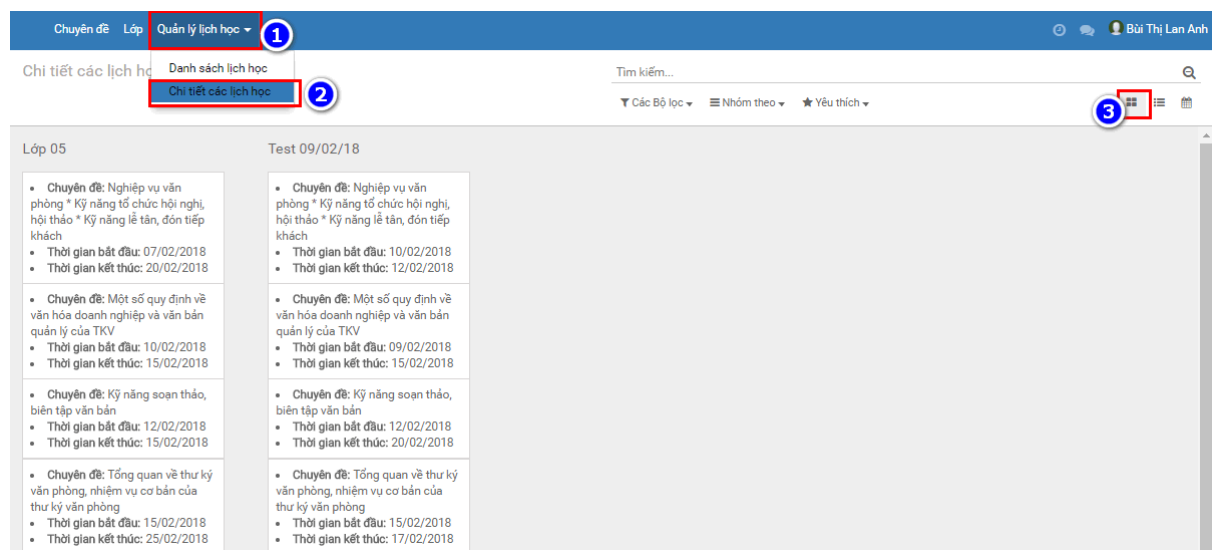 Chuyên đề Lớp Quản lý lịch học 1 Bùi Thị Lan Anh
Chi tiết các lịch họ
Danh sách lịch học
Chi tiết các lịch học 2
Tìm kiếm...
Các Bộ lọc Nhóm theo Yêu thích 3
Lớp 05
Chuyên đề: Nghiệp vụ văn
phòng * Kỹ năng tổ chức hội nghị,
hội thảo * Kỹ năng lễ tân, đón tiếp
khách
Thời gian bắt đầu: 07/02/2018
Thời gian kết thúc: 20/02/2018
Chuyên đề: Một số quy định về
văn hóa doanh nghiệp và văn bản
quản lý của TKV
Thời gian bắt đầu: 10/02/2018
Thời gian kết thúc: 15/02/2018
Chuyên đề: Kỹ năng soạn thảo,
biên tập văn bản
Thời gian bắt đầu: 12/02/2018
Thời gian kết thúc: 15/02/2018
Chuyên đề: Tổng quan về thư ký
văn phòng, nhiệm vụ cơ bản của
thư ký văn phòng
Thời gian bắt đầu: 15/02/2018
Thời gian kết thúc: 25/02/2018
Test 09/02/18
Chuyên đề: Nghiệp vụ văn
phòng * Kỹ năng tổ chức hội nghị,
hội thảo * Kỹ năng lễ tân, đón tiếp
khách
Thời gian bắt đầu: 10/02/2018
Thời gian kết thúc: 12/02/2018
Chuyên đề: Một số quy định về
văn hóa doanh nghiệp và văn bản
quản lý của TKV
Thời gian bắt đầu: 09/02/2018
Thời gian kết thúc: 15/02/2018
Chuyên đề: Kỹ năng soạn thảo,
biên tập văn bản
Thời gian bắt đầu: 12/02/2018
Thời gian kết thúc: 20/02/2018
Chuyên đề: Tổng quan về thư ký
văn phòng, nhiệm vụ cơ bản của
thư ký văn phòng
Thời gian bắt đầu: 15/02/2018
Thời gian kết thúc: 17/02/2018